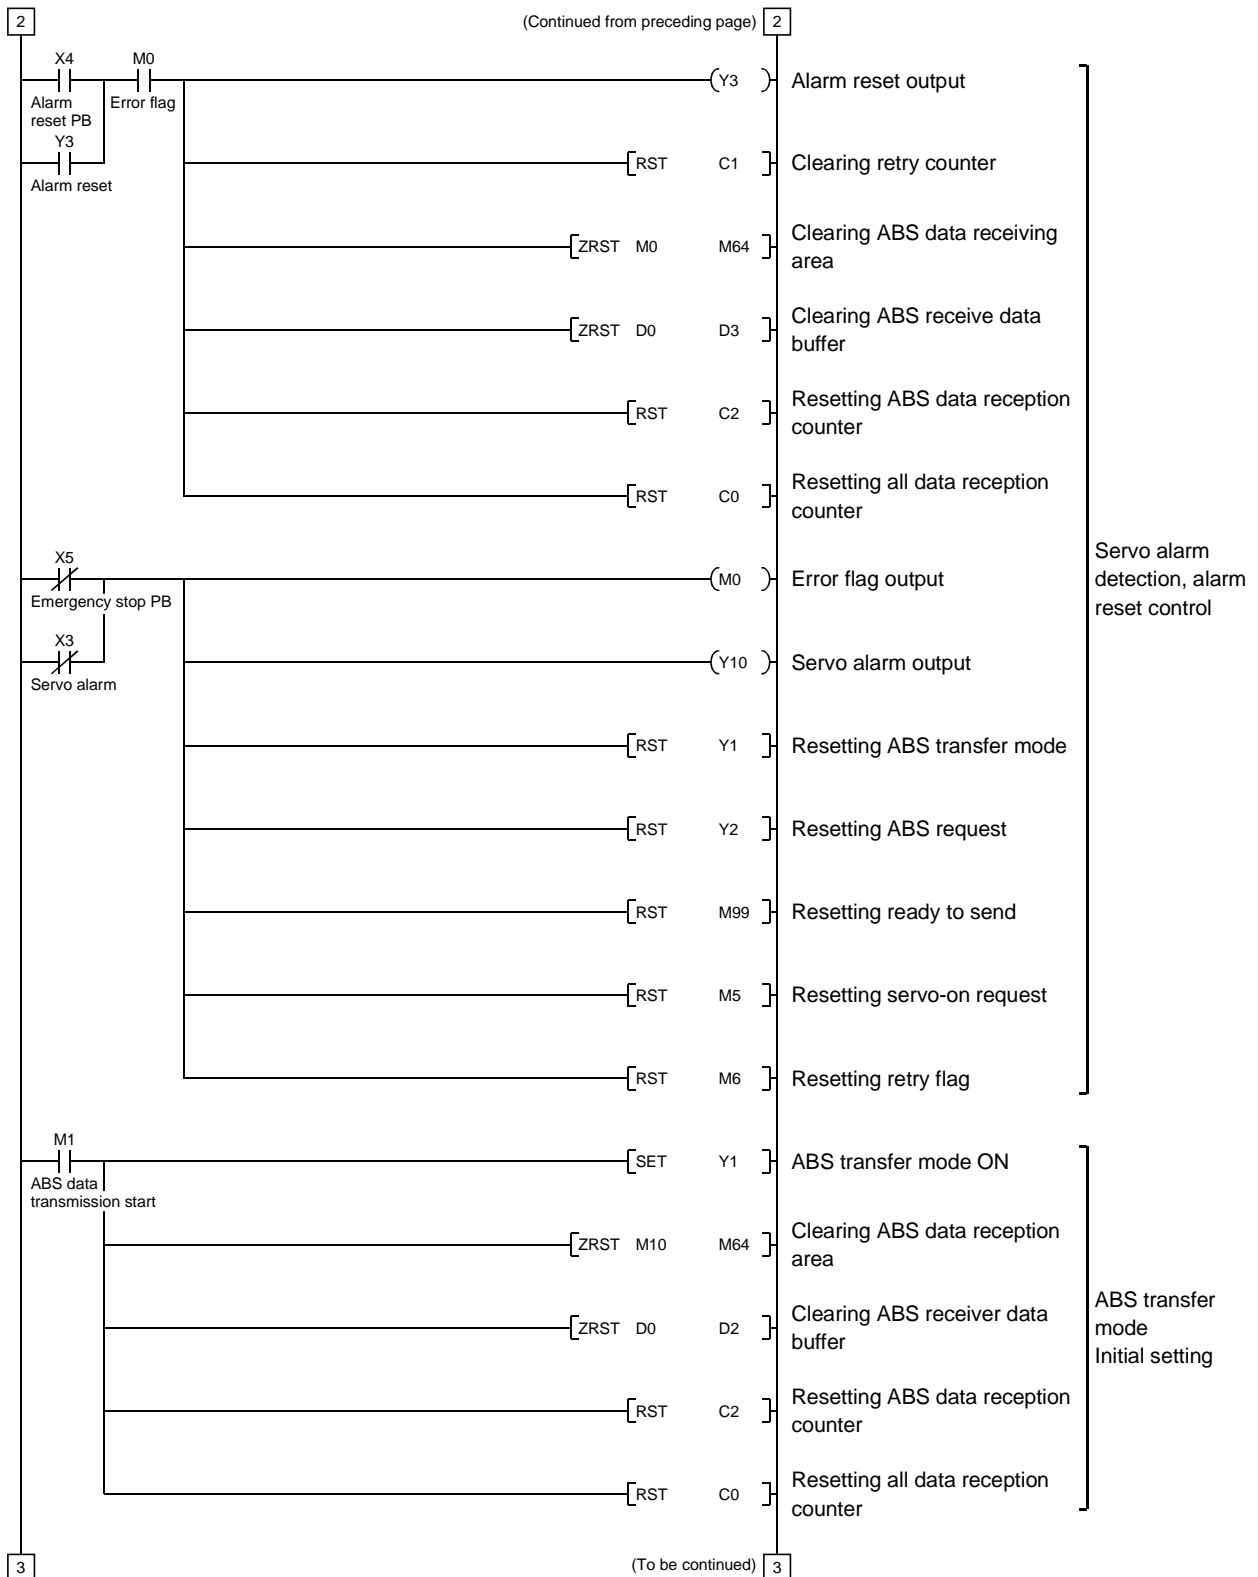 2 (Continued from preceding page) 2
X4 M0
Y3 Alarm reset output
Alarm
reset PB
Error flag
Y3
Alarm reset
RST C1 Clearing retry counter
ZRST M0 M64 Clearing ABS data receiving
area
ZRST D0 D3 Clearing ABS receive data
buffer
RST C2 Resetting ABS data reception
counter
RST C0 Resetting all data reception
counter
X5
Emergency stop PB
M0 Error flag output
X3
Servo alarm
Y10 Servo alarm output
RST Y1 Resetting ABS transfer mode
RST Y2 Resetting ABS request
RST M99 Resetting ready to send
RST M5 Resetting servo-on request
RST M6 Resetting retry flag
Servo alarm
detection, alarm
reset control
M1
ABS data
transmission start
SET Y1 ABS transfer mode ON
ZRST M10 M64 Clearing ABS data reception
area
ZRST D0 D2 Clearing ABS receiver data
buffer
RST C2 Resetting ABS data reception
counter
RST C0 Resetting all data reception
counter
ABS transfer
mode
Initial setting
3 (To be continued) 3